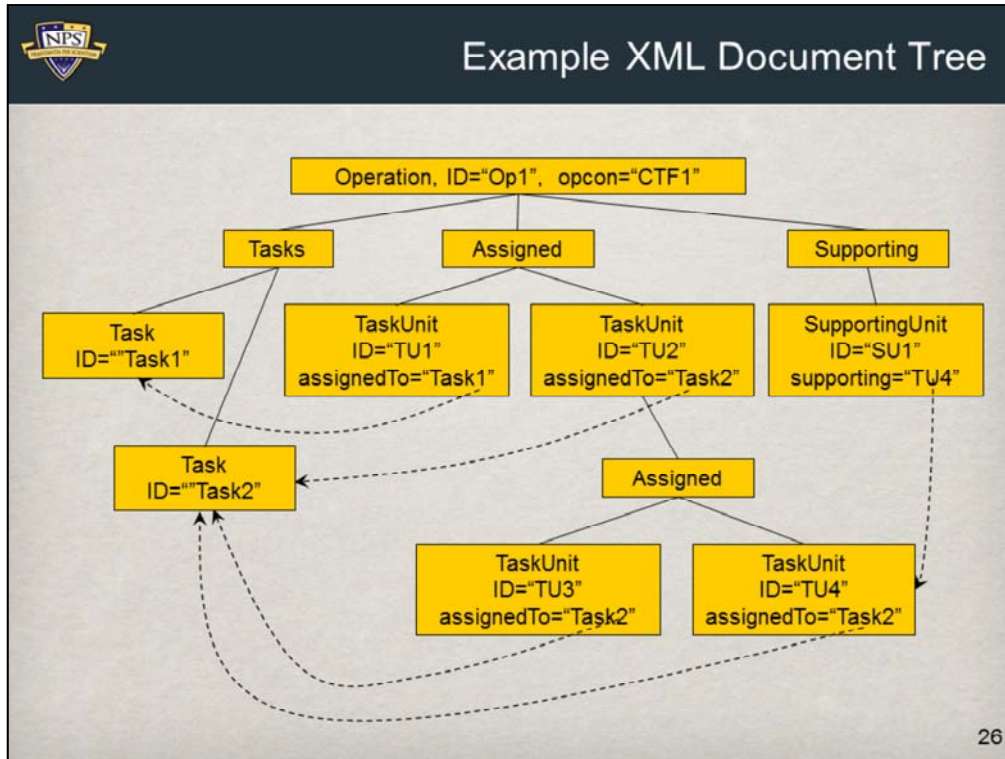 NPS
Example XML Document Tree
Operation, ID=“Op1”, opcon=“CTF1”
Tasks
Assigned
Supporting
Task
ID=“”Task1”
TaskUnit
ID=“TU1”
assignedTo=“Task1”
TaskUnit
ID=“TU2”
assignedTo=“Task2”
SupportingUnit
ID=“SU1”
supporting=“TU4”
Task
ID=“”Task2”
Assigned
TaskUnit
ID=“TU3”
assignedTo=“Task2”
TaskUnit
ID=“TU4”
assignedTo=“Task2”
26